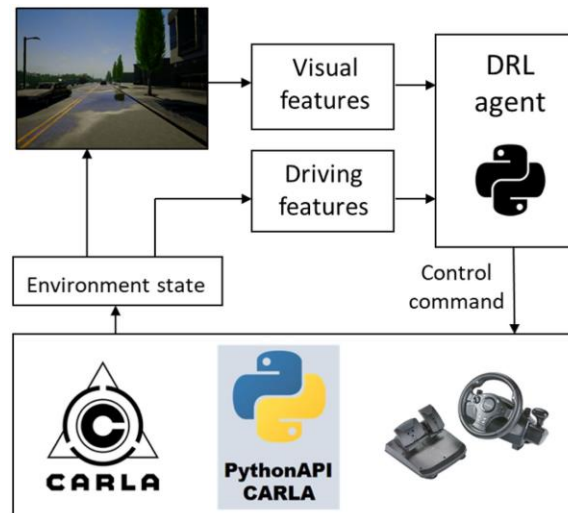 Visual
features
DRL
agent
Driving
features
Environment state
Control
command
CARLA
PythonAPI
CARLA